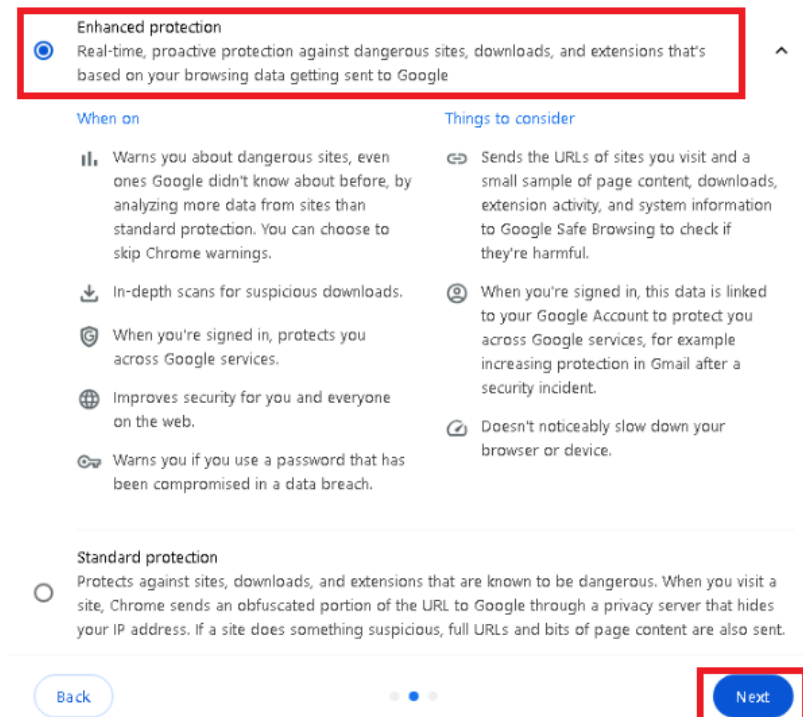 Enhanced protection
Real-time, proactive protection against dangerous sites, downloads, and extensions that's
based on your browsing data getting sent to Google
When on
Warns you about dangerous sites, even
ones Google didn't know about before, by
analyzing more data from sites than
standard protection. You can choose to
skip Chrome warnings.
In-depth scans for suspicious downloads.
When you're signed in, protects you
across Google services.
Improves security for you and everyone
on the web.
Warns you if you use a password that has
been compromised in a data breach.
Things to consider
Sends the URLs of sites you visit and a
small sample of page content, downloads,
extension activity, and system information
to Google Safe Browsing to check if
they're harmful.
When you're signed in, this data is linked
to your Google Account to protect you
across Google services, for example
increasing protection in Gmail after a
security incident.
Doesn't noticeably slow down your
browser or device.
Standard protection
Protects against sites, downloads, and extensions that are known to be dangerous. When you visit a
site, Chrome sends an obfuscated portion of the URL to Google through a privacy server that hides
your IP address. If a site does something suspicious, full URLs and bits of page content are also sent.
Back
Next